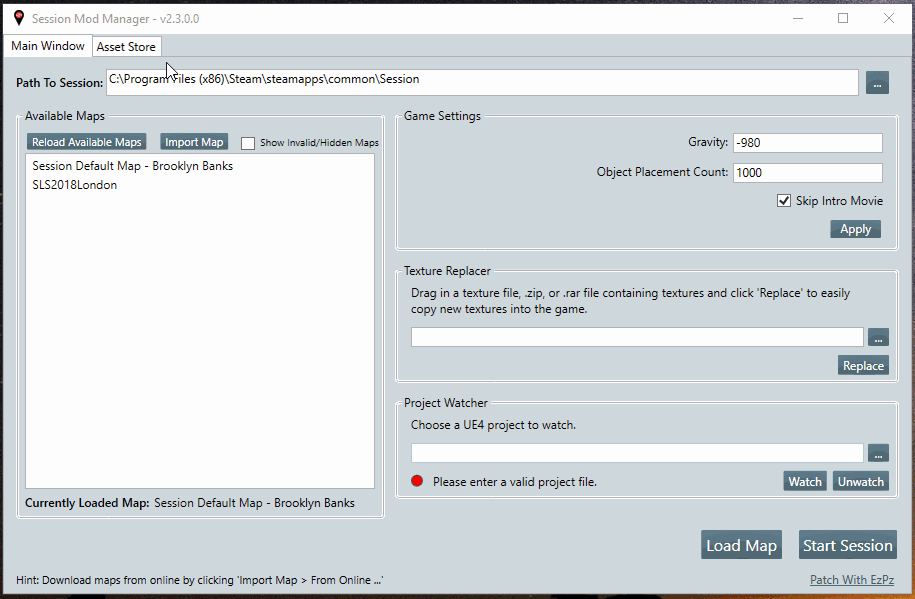 Session Mod Manager - v2.3.0.0
Main Window
Asset Store
Path To Session:
C:\Program Files (x86)\Steam\steamapps\common\Session
...
Available Maps
Reload Available Maps
Import Map
Show Invalid/Hidden Maps
Session Default Map - Brooklyn Banks
SLS2018London
Currently Loaded Map: Session Default Map - Brooklyn Banks
Game Settings
Gravity:
-980
Object Placement Count:
1000
Skip Intro Movie
Apply
Texture Replacer
Drag in a texture file, .zip, or .rar file containing textures and click 'Replace' to easily
copy new textures into the game.
...
Replace
Project Watcher
Choose a UE4 project to watch.
...
Please enter a valid project file.
Watch
Unwatch
Load Map
Start Session
Hint: Download maps from online by clicking 'Import Map > From Online ...'
Patch With EzPz